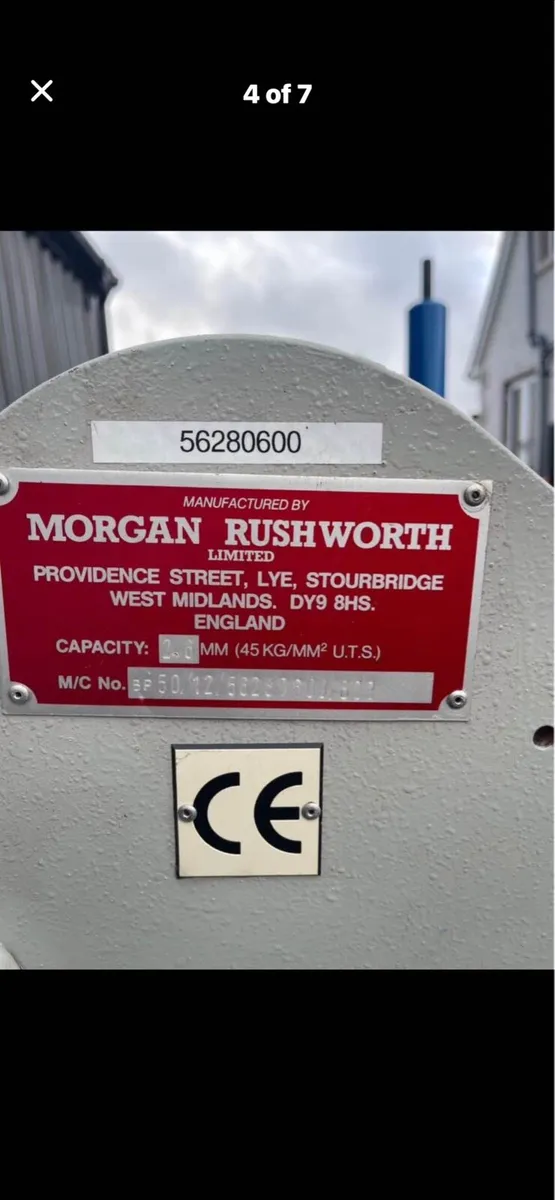 4 of 7
56280600
MANUFACTURED BY
MORGAN RUSHWORTH
LIMITED
PROVIDENCE STREET, LYE, STOURBRIDGE
WEST MIDLANDS. DY9 8HS.
ENGLAND
CAPACITY: MM (45 KG/MM² U.T.S.)
M/C No.
CE